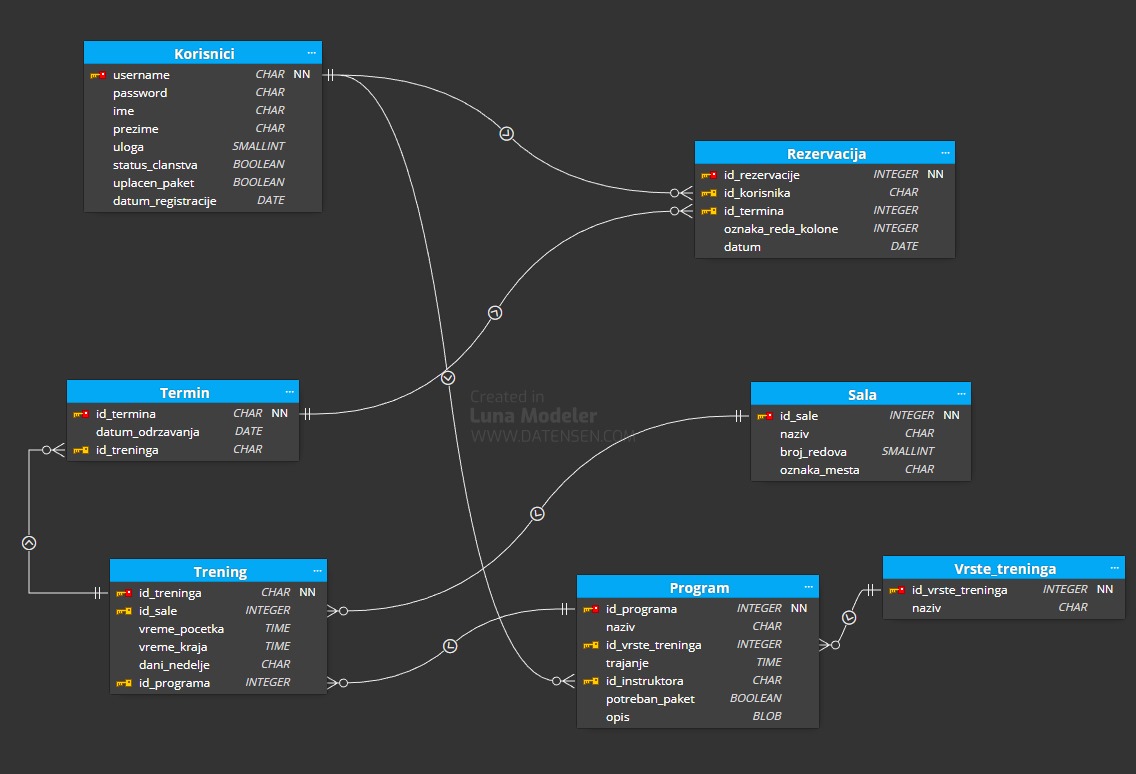 Korisnici ...
username CHAR NN
password CHAR
ime CHAR
prezime CHAR
uloga SMALLINT
status_clanstva BOOLEAN
uplacen_paket BOOLEAN
datum_registracije DATE
Rezervacija ...
id_rezervacije INTEGER NN
id_korisnika CHAR
id_termina INTEGER
oznaka_reda_kolone INTEGER
datum DATE
Termin ...
id_termina CHAR NN
datum_odrzavanja DATE
id_treninga CHAR
Created in
Luna Modeler
WWW.DATENSEN.COM
Sala ...
id_sale INTEGER NN
naziv CHAR
broj_redova SMALLINT
oznaka_mesta CHAR
Trening ...
id_treninga CHAR NN
id_sale INTEGER
vreme_pocetka TIME
vreme_kraja TIME
dani_nedelje CHAR
id_programa INTEGER
Program ...
id_programa INTEGER NN
naziv CHAR
id_vrste_treninga INTEGER
trajanje TIME
id_instruktora CHAR
potreban_paket BOOLEAN
opis BLOB
Vrste_treninga ...
id_vrste_treninga INTEGER NN
naziv CHAR